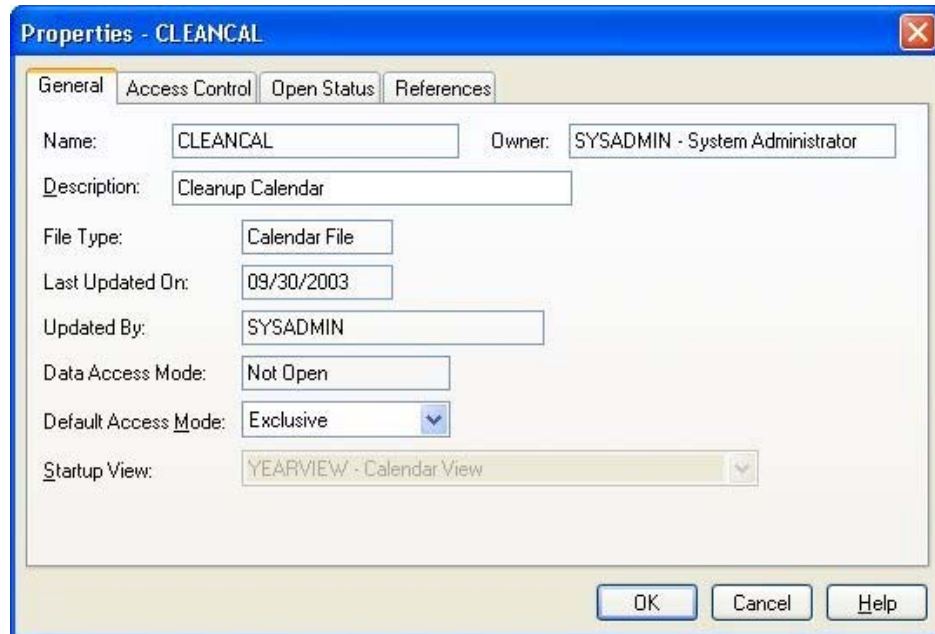 Properties - CLEANCAL
General Access Control Open Status References
Name: CLEANCAL Owner: SYSADMIN - System Administrator
Description: Cleanup Calendar
File Type: Calendar File
Last Updated On: 09/30/2003
Updated By: SYSADMIN
Data Access Mode: Not Open
Default Access Mode: Exclusive
Startup View: YEARVIEW - Calendar View
OK Cancel Help